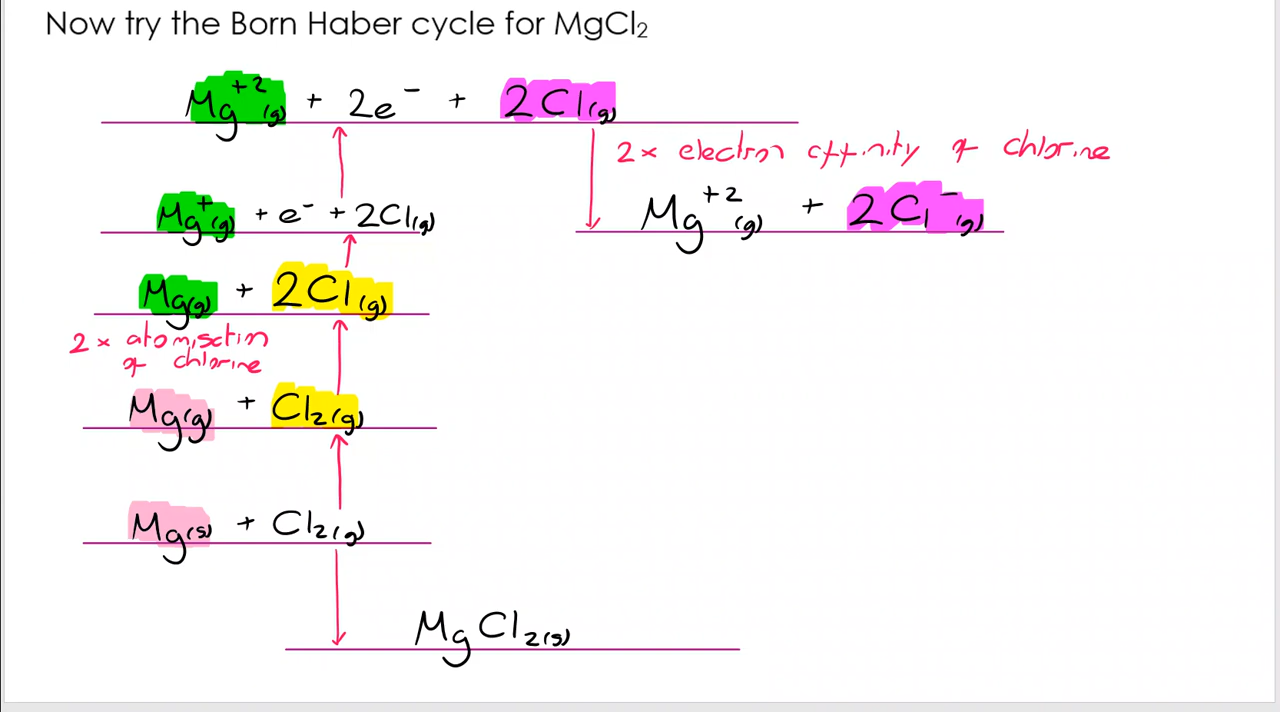 Now try the Born Haber cycle for MgCl₂
Mg⁺²(g) + 2e⁻ + 2Cl(g)
2 × electron affinity of chlorine
Mg⁺(g) + e⁻ + 2Cl(g)
Mg⁺²(g) + 2Cl⁻(g)
Mg(g) + 2Cl(g)
2 × atomisation
of chlorine
Mg(g) + Cl₂(g)
Mg(s) + Cl₂(g)
MgCl₂(s)